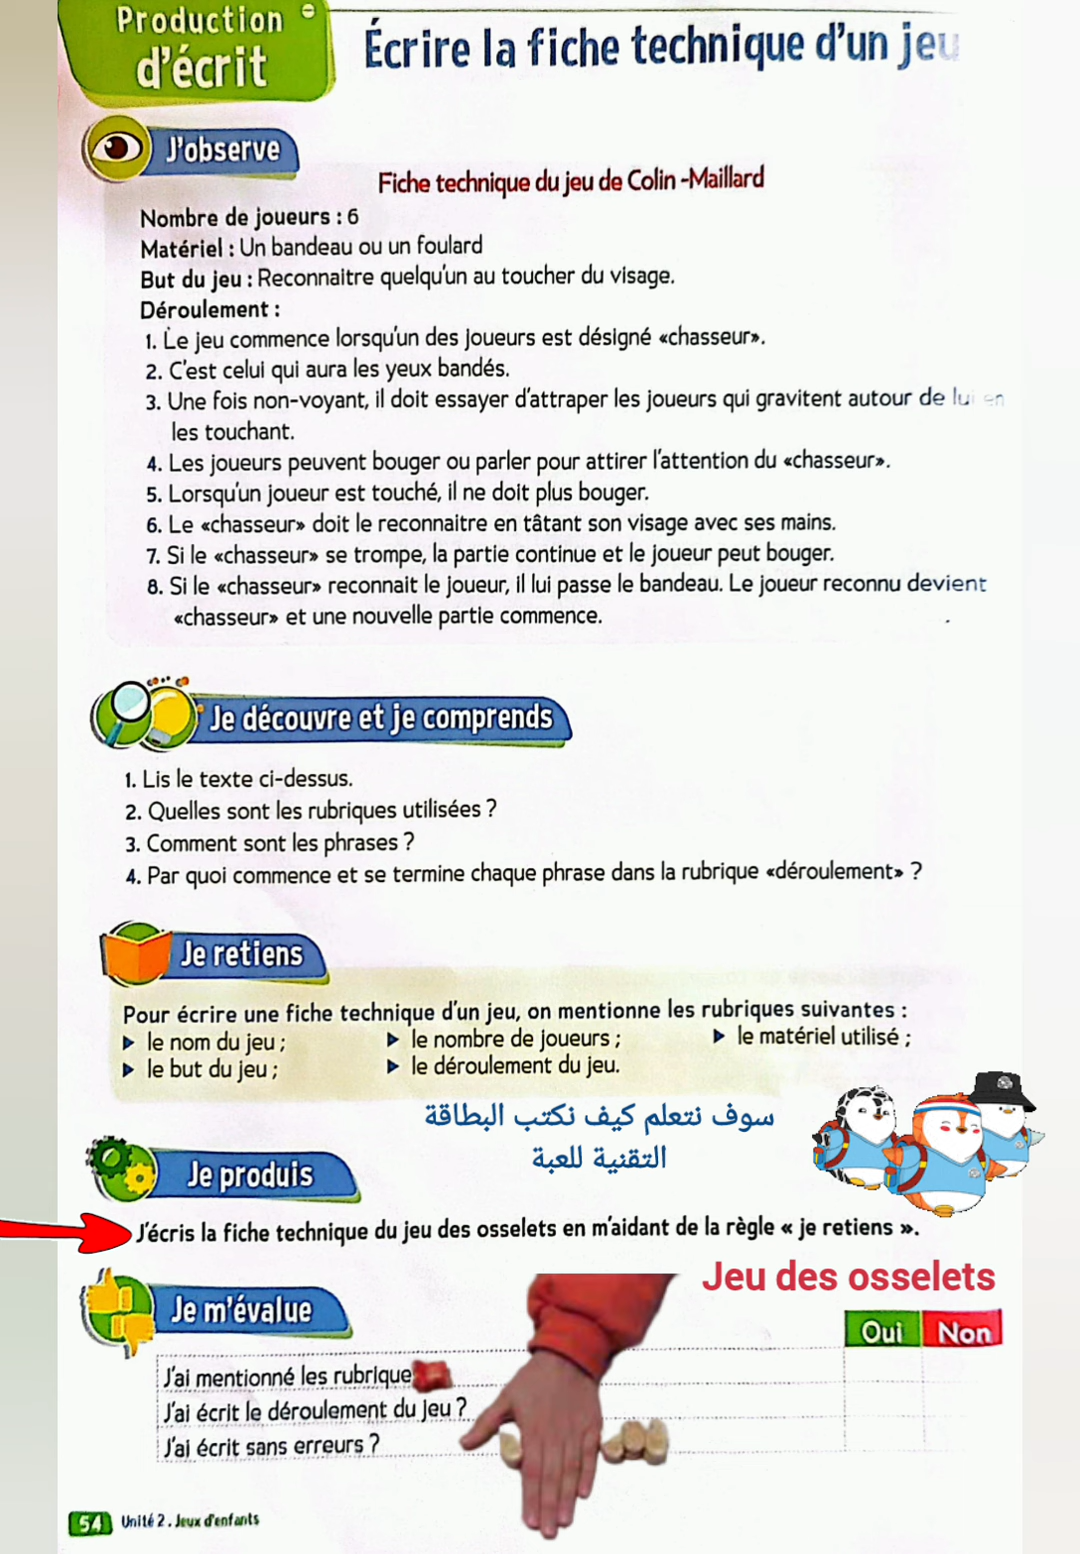 Production
d'écrit
Écrire la fiche technique d'un jeu
J'observe
Fiche technique du jeu de Colin -Maillard
Nombre de joueurs : 6
Matériel : Un bandeau ou un foulard
But du jeu : Reconnaitre quelqu'un au toucher du visage.
Déroulement :
1. Le jeu commence lorsqu'un des joueurs est désigné «chasseur».
2. C'est celui qui aura les yeux bandés.
3. Une fois non-voyant, il doit essayer d'attraper les joueurs qui gravitent autour de lui en
les touchant.
4. Les joueurs peuvent bouger ou parler pour attirer l'attention du «chasseur».
5. Lorsqu'un joueur est touché, il ne doit plus bouger.
6. Le «chasseur» doit le reconnaitre en tâtant son visage avec ses mains.
7. Si le «chasseur» se trompe, la partie continue et le joueur peut bouger.
8. Si le «chasseur» reconnait le joueur, il lui passe le bandeau. Le joueur reconnu devient
«chasseur» et une nouvelle partie commence.
Je découvre et je comprends
1. Lis le texte ci-dessus.
2. Quelles sont les rubriques utilisées ?
3. Comment sont les phrases ?
4. Par quoi commence et se termine chaque phrase dans la rubrique «déroulement» ?
Je retiens
Pour écrire une fiche technique d'un jeu, on mentionne les rubriques suivantes :
le nom du jeu ; le nombre de joueurs ; le matériel utilisé ;
le but du jeu ; le déroulement du jeu.
سوف نتعلم كيف نكتب البطاقة
التقنية للعبة
Je produis
J'écris la fiche technique du jeu des osselets en m'aidant de la règle « je retiens ».
Jeu des osselets
Je m'évalue
Oui Non
J'ai mentionné les rubrique
J'ai écrit le déroulement du jeu ?
J'ai écrit sans erreurs ?
54 Unité 2. Jeux d'enfants